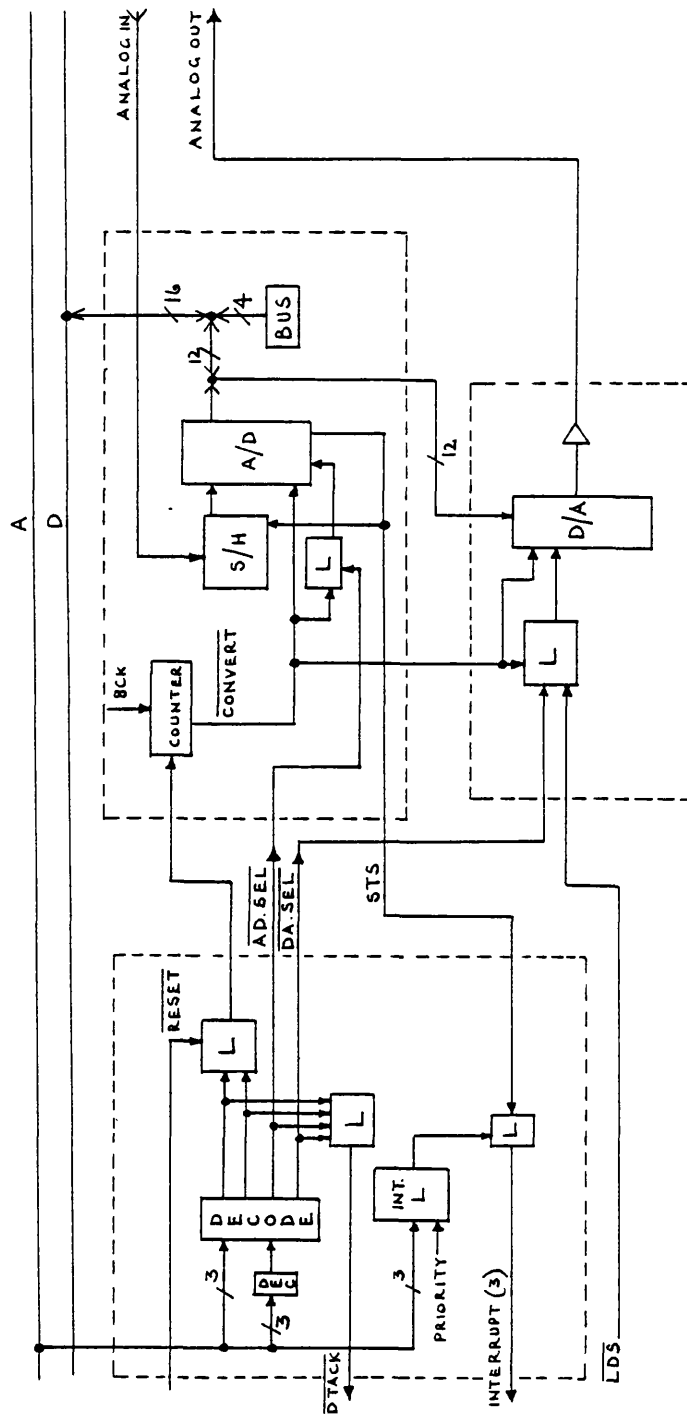 A
D
ANALOG IN
ANALOG OUT
16
4
BUS
12
A/D
S/H
L
12
D/A
L
8CK
COUNTER
CONVERT
AD.SEL
DA.SEL
STS
RESET
L
L
DECODE
DEC
3
3
3
INT.
L
L
PRIORITY
DTACK
INTERRUPT (3)
LDS